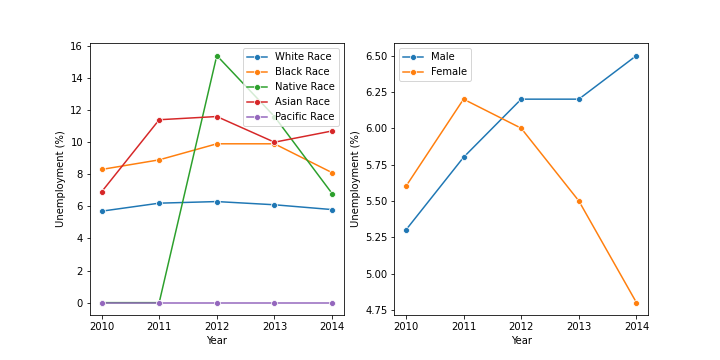 16
14
12
10
8
6
4
2
0
Unemployment (%)
2010 2011 2012 2013 2014
Year
White Race
Black Race
Native Race
Asian Race
Pacific Race
6.50
6.25
6.00
5.75
5.50
5.25
5.00
4.75
Unemployment (%)
2010 2011 2012 2013 2014
Year
Male
Female